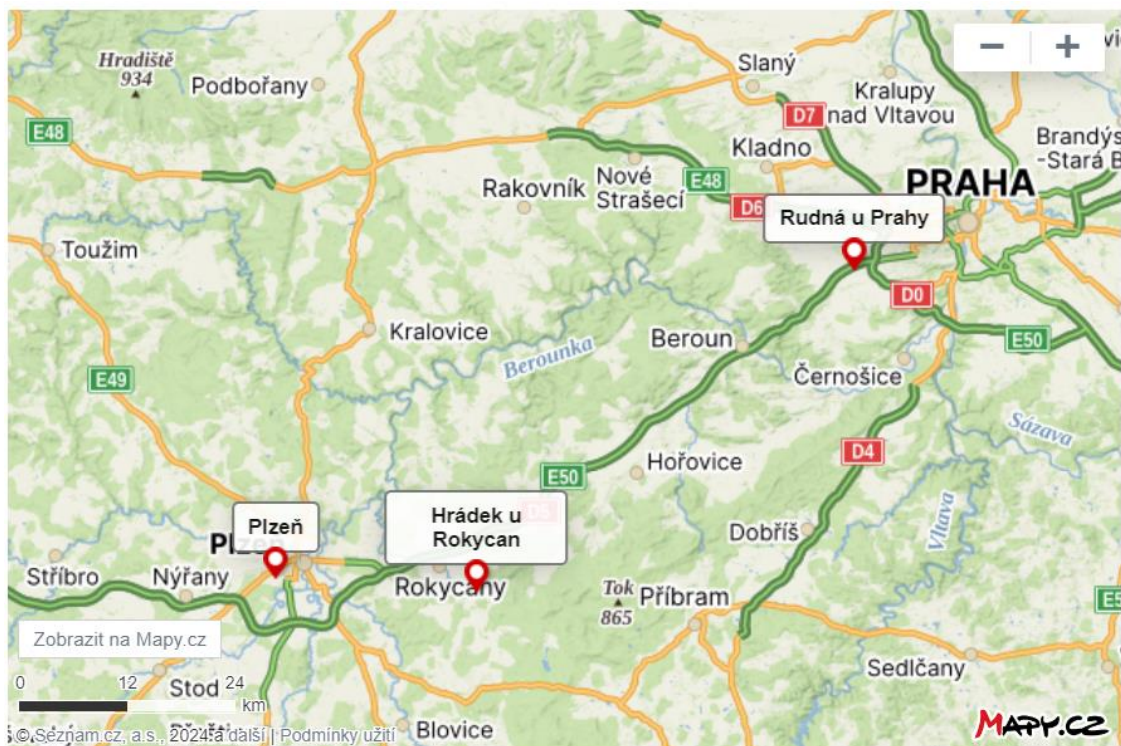 Hradiště
934
Podbořany
Slaný
− +
Kralupy
nad Vltavou
D7
E48
Kladno
Brandýs
-Stará B
Rakovník
Nové
Strašecí
E48
D6
PRAHA
Rudná u Prahy
Toužim
Kralovice
Berounka
Beroun
D0
E50
Černošice
E49
Sázava
D4
Hořovice
E50
D5
Plzeň
Hrádek u
Rokycan
Dobříš
Vltava
Stříbro
Nýřany
Rokycany
Tok
865
Příbram
Zobrazit na Mapy.cz
Sedlčany
0 12 24
km
Stod
Blovice
© Seznam.cz, a.s., 2024 a další | Podmínky užití
MAPY.CZ